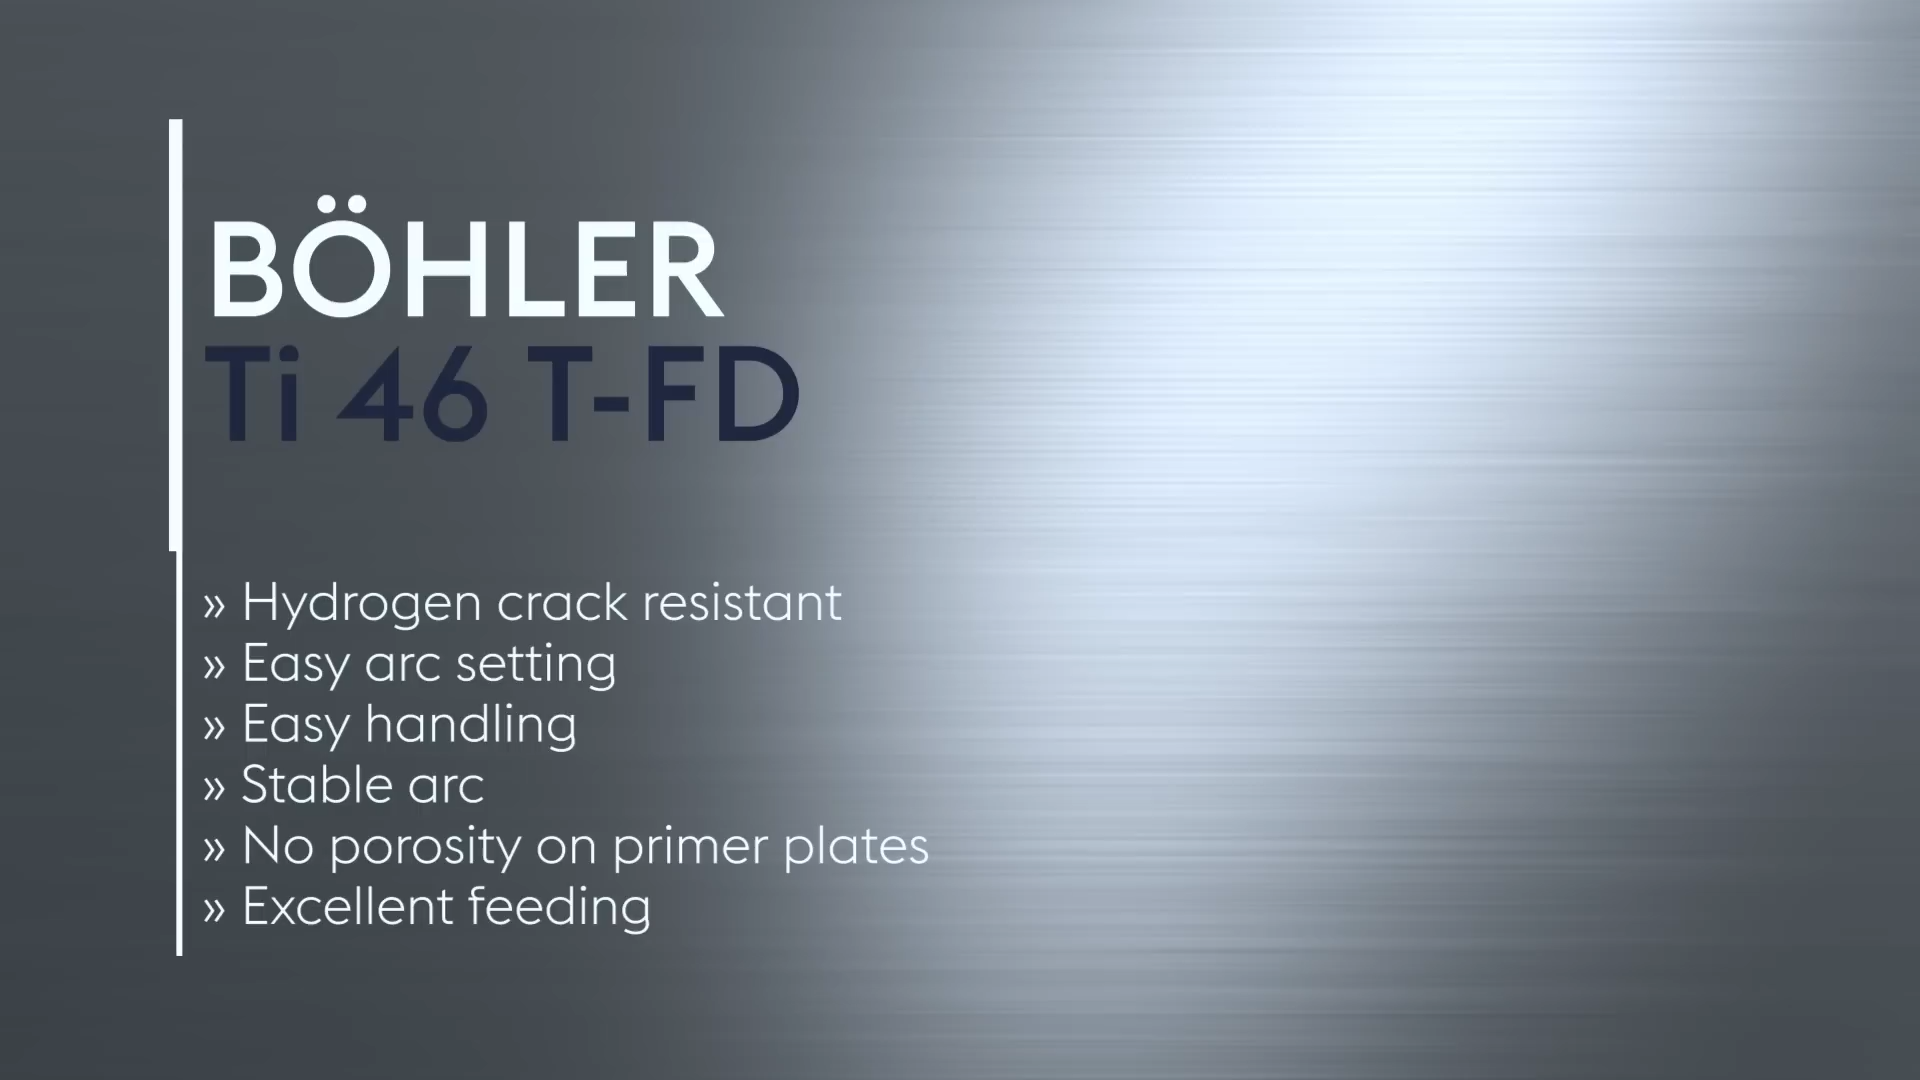 BÖHLER
Ti 46 T-FD
» Hydrogen crack resistant
» Easy arc setting
» Easy handling
» Stable arc
» No porosity on primer plates
» Excellent feeding